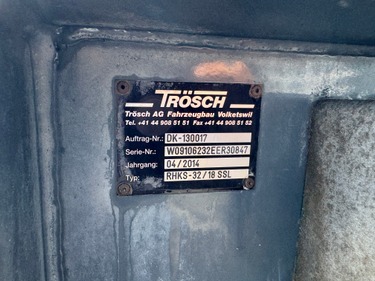 TRÖSCH
Trösch AG Fahrzeugbau Volketswil
Tel. +41 44 908 51 51 Fax +41 44 908 51 52
Auftrag-Nr.: DK-130017
Serie-Nr.: W09106232EER30847
Jahrgang: 04/2014
Typ: RHKS-32/18 SSL